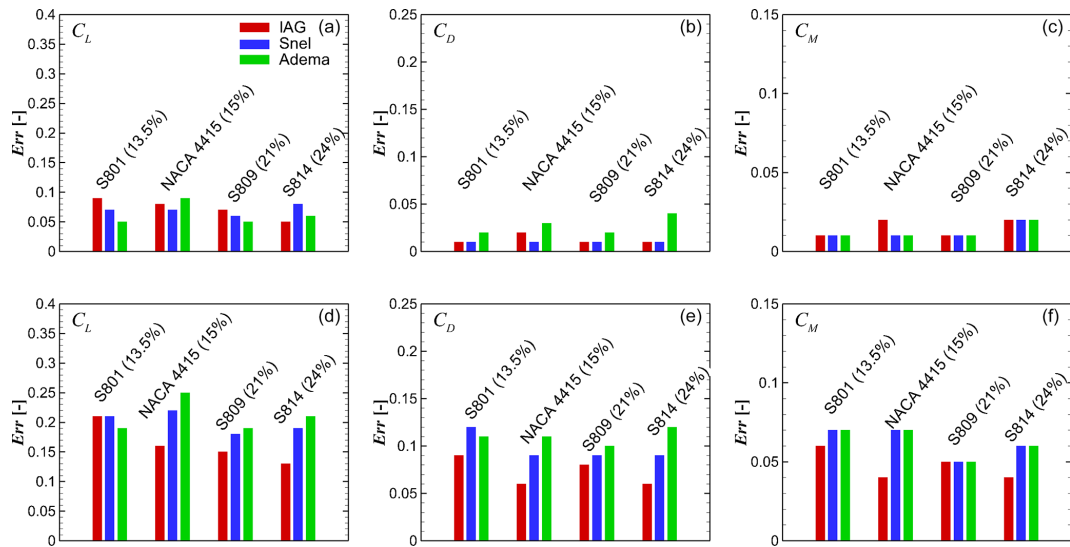 0.4
0.35
0.3
0.25
0.2
0.15
0.1
0.05
0
Err [-]
C_L
(a)
IAG
Snel
Adema
S801 (13.5%)
NACA 4415 (15%)
S809 (21%)
S814 (24%)
0.25
0.2
0.15
0.1
0.05
0
Err [-]
C_D
(b)
S801 (13.5%)
NACA 4415 (15%)
S809 (21%)
S814 (24%)
0.15
0.1
0.05
0
Err [-]
C_M
(c)
S801 (13.5%)
NACA 4415 (15%)
S809 (21%)
S814 (24%)
0.4
0.35
0.3
0.25
0.2
0.15
0.1
0.05
0
Err [-]
C_L
(d)
S801 (13.5%)
NACA 4415 (15%)
S809 (21%)
S814 (24%)
0.25
0.2
0.15
0.1
0.05
0
Err [-]
C_D
(e)
S801 (13.5%)
NACA 4415 (15%)
S809 (21%)
S814 (24%)
0.15
0.1
0.05
0
Err [-]
C_M
(f)
S801 (13.5%)
NACA 4415 (15%)
S809 (21%)
S814 (24%)